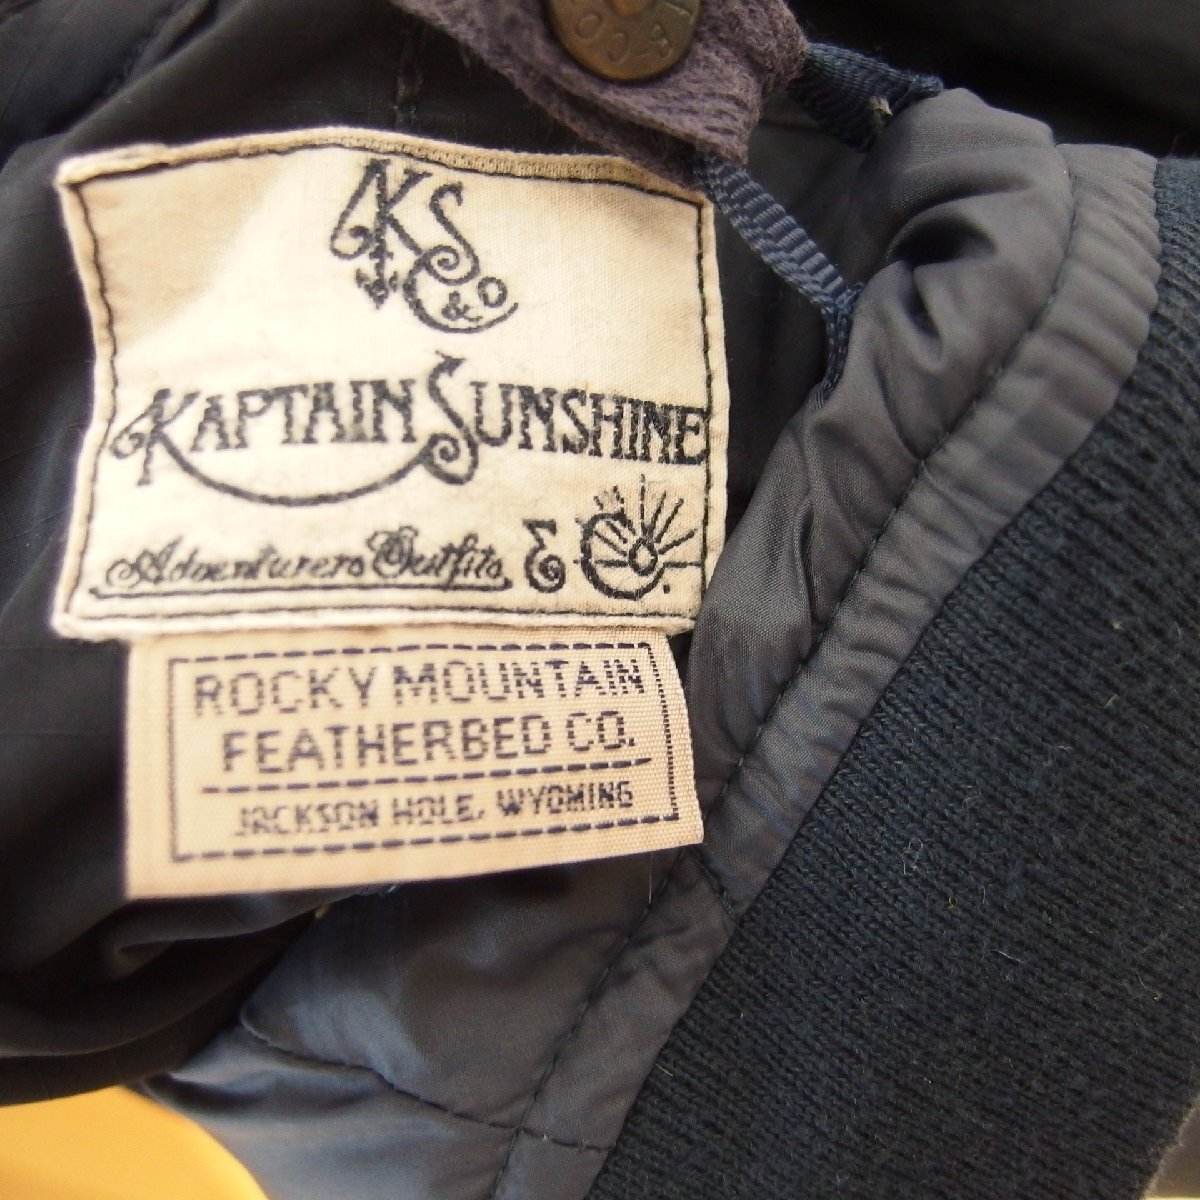 KS
& Co
KAPTAIN SUNSHINE
Adventurers Outfits & Co.
ROCKY MOUNTAIN
FEATHERBED CO.
JACKSON HOLE, WYOMING